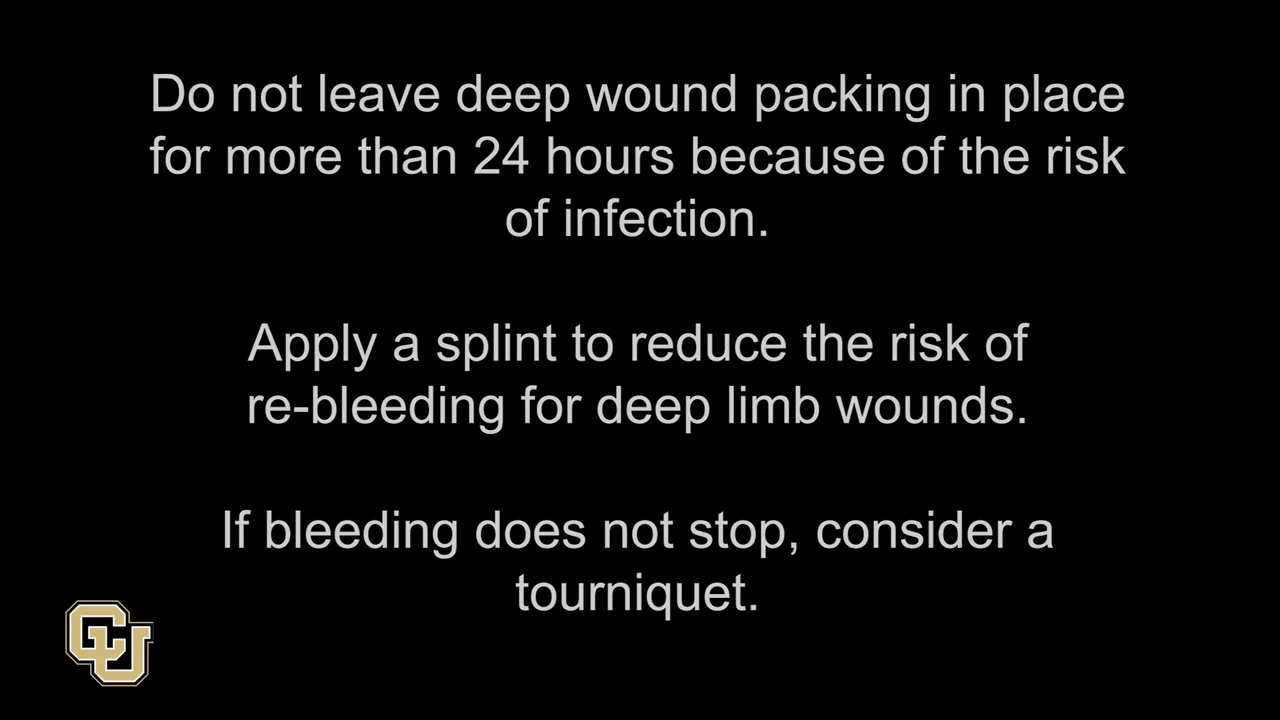 Do not leave deep wound packing in place
for more than 24 hours because of the risk
of infection.
Apply a splint to reduce the risk of
re-bleeding for deep limb wounds.
If bleeding does not stop, consider a
tourniquet.
CU